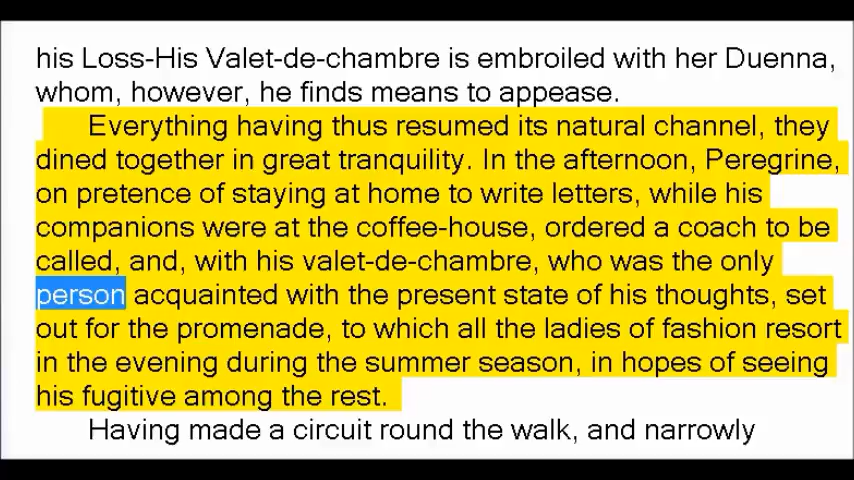 his Loss-His Valet-de-chambre is embroiled with her Duenna,
whom, however, he finds means to appease.
Everything having thus resumed its natural channel, they
dined together in great tranquility. In the afternoon, Peregrine,
on pretence of staying at home to write letters, while his
companions were at the coffee-house, ordered a coach to be
called, and, with his valet-de-chambre, who was the only
person acquainted with the present state of his thoughts, set
out for the promenade, to which all the ladies of fashion resort
in the evening during the summer season, in hopes of seeing
his fugitive among the rest.
Having made a circuit round the walk, and narrowly